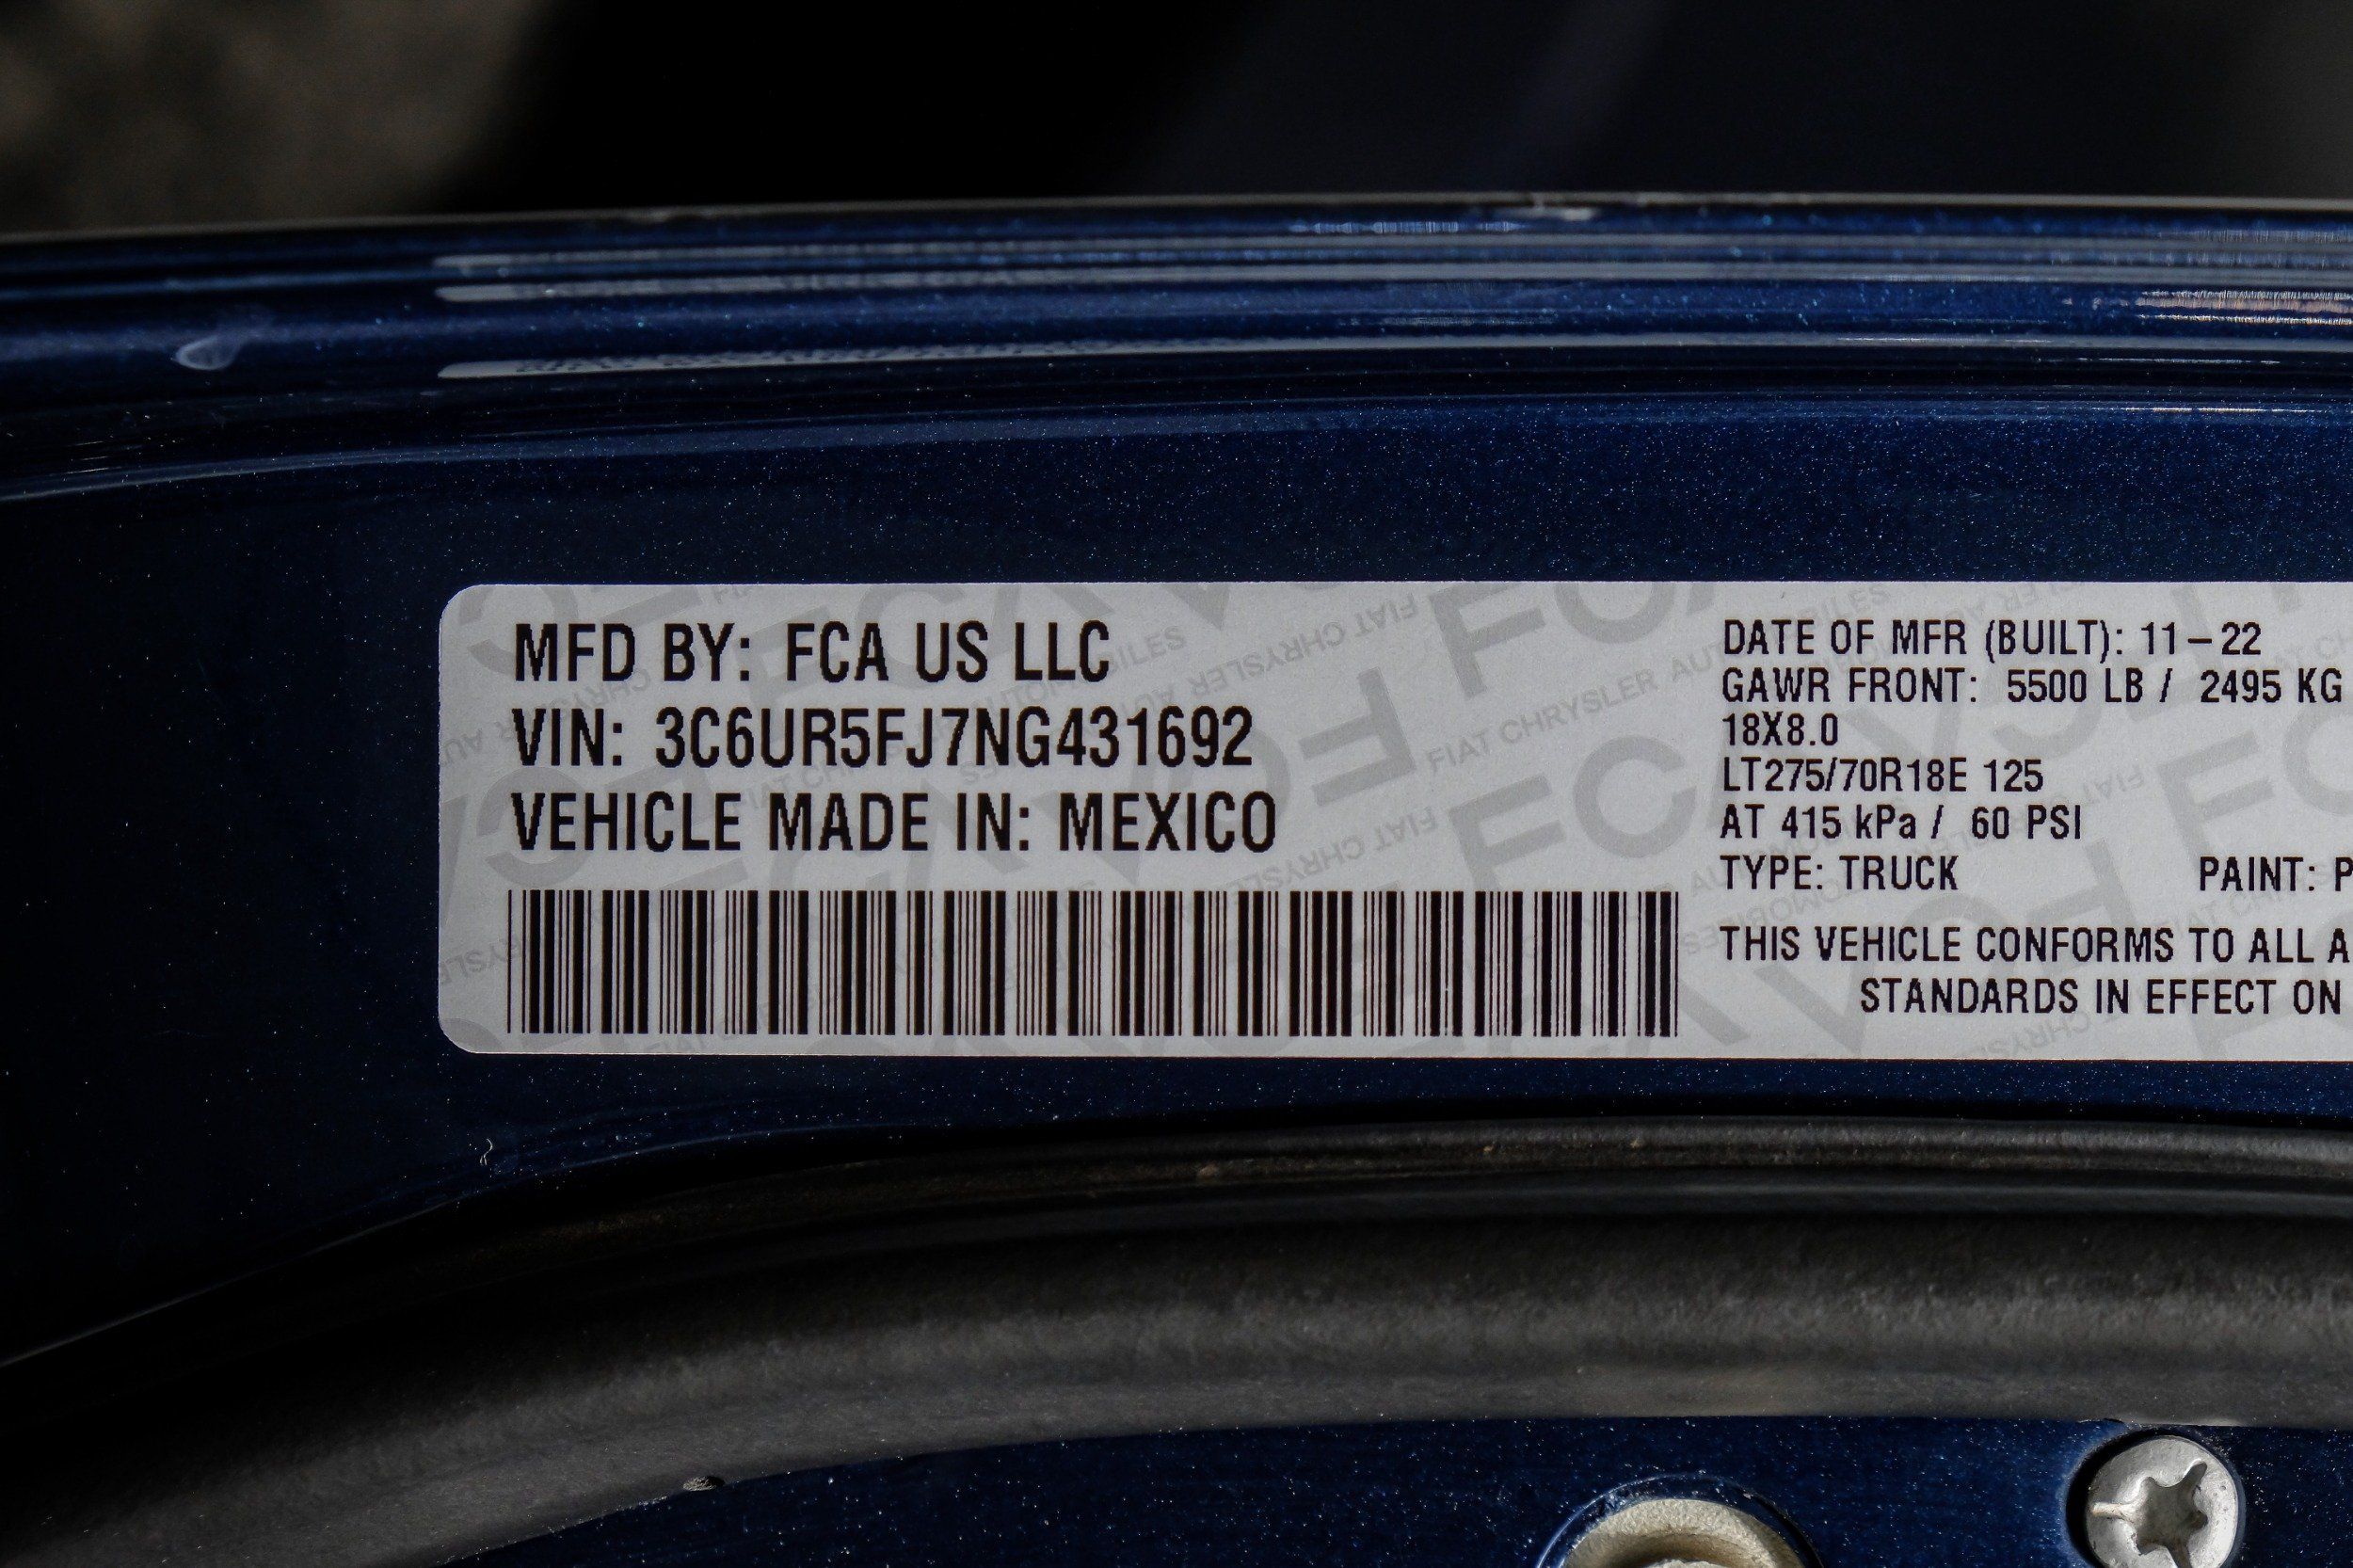 MFD BY: FCA US LLC
VIN: 3C6UR5FJ7NG431692
VEHICLE MADE IN: MEXICO
DATE OF MFR (BUILT): 11-22
GAWR FRONT: 5500 LB / 2495 KG
18X8.0
LT275/70R18E 125
AT 415 kPa / 60 PSI
TYPE: TRUCK PAINT: P
THIS VEHICLE CONFORMS TO ALL A
STANDARDS IN EFFECT ON